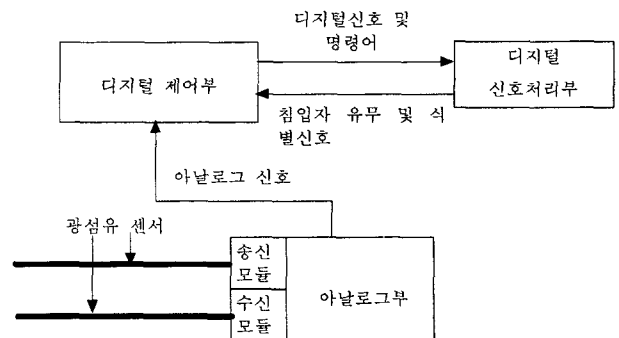 디지털신호 및
명령어
디지털 제어부
디지털
신호처리부
침입자 유무 및 식
별신호
아날로그 신호
광섬유 센서
송신
모듈
수신
모듈
아날로그부